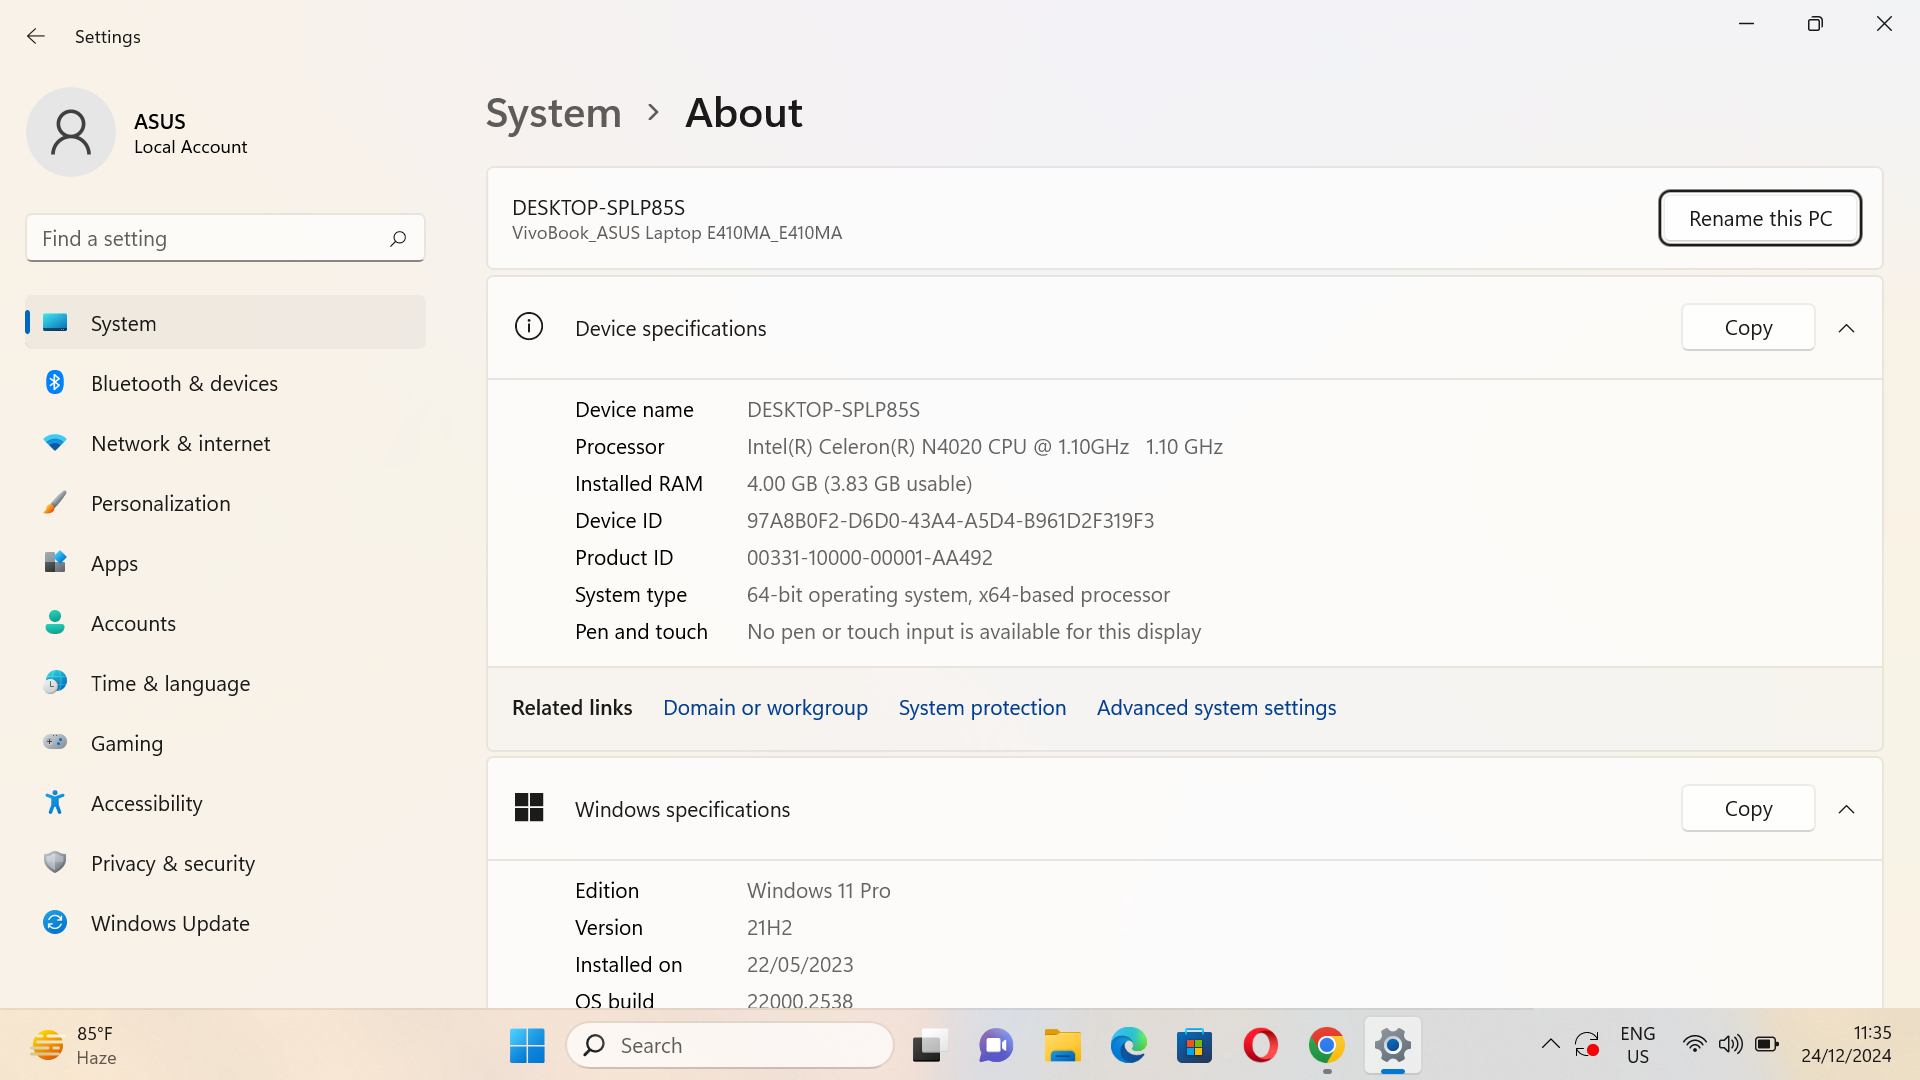 Settings
ASUS
Local Account
Find a setting
System
Bluetooth & devices
Network & internet
Personalization
Apps
Accounts
Time & language
Gaming
Accessibility
Privacy & security
Windows Update
System > About
DESKTOP-SPLP85S
VivoBook_ASUS Laptop E410MA_E410MA
Rename this PC
Device specifications
Copy
Device name DESKTOP-SPLP85S
Processor Intel(R) Celeron(R) N4020 CPU @ 1.10GHz 1.10 GHz
Installed RAM 4.00 GB (3.83 GB usable)
Device ID 97A8B0F2-D6D0-43A4-A5D4-B961D2F319F3
Product ID 00331-10000-00001-AA492
System type 64-bit operating system, x64-based processor
Pen and touch No pen or touch input is available for this display
Related links Domain or workgroup System protection Advanced system settings
Windows specifications
Copy
Edition Windows 11 Pro
Version 21H2
Installed on 22/05/2023
OS build 22000.2538
85°F
Haze
Search
ENG
US
11:35
24/12/2024